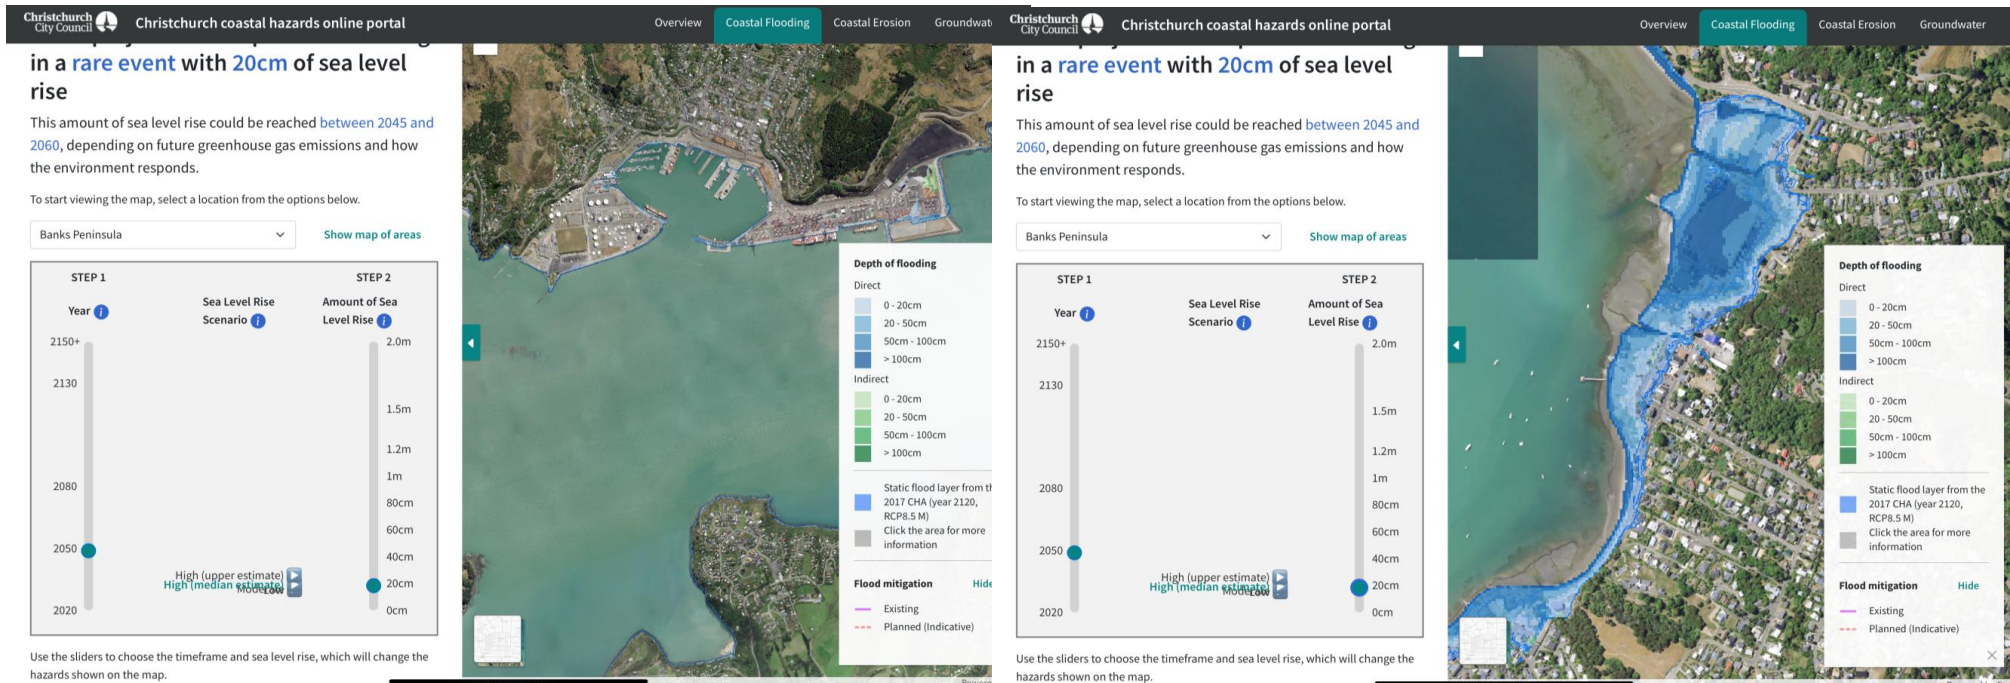 Christchurch
City Council
Christchurch coastal hazards online portal
Overview
Coastal Flooding
Coastal Erosion
Groundwat
in a rare event with 20cm of sea level
rise
This amount of sea level rise could be reached between 2045 and
2060, depending on future greenhouse gas emissions and how
the environment responds.
To start viewing the map, select a location from the options below.
Banks Peninsula
Show map of areas
STEP 1
STEP 2
Year
Sea Level Rise
Scenario
Amount of Sea
Level Rise
2150+
2130
2080
2050
2020
High (upper estimate)
High (median estimate)
Moderate
Low
2.0m
1.5m
1.2m
1m
80cm
60cm
40cm
20cm
0cm
Use the sliders to choose the timeframe and sea level rise, which will change the
hazards shown on the map.
Depth of flooding
Direct
0 - 20cm
20 - 50cm
50cm - 100cm
> 100cm
Indirect
0 - 20cm
20 - 50cm
50cm - 100cm
> 100cm
Static flood layer from th
2017 CHA (year 2120,
RCP8.5 M)
Click the area for more
information
Flood mitigation
Hide
Existing
Planned (Indicative)
Christchurch
City Council
Christchurch coastal hazards online portal
Overview
Coastal Flooding
Coastal Erosion
Groundwater
in a rare event with 20cm of sea level
rise
This amount of sea level rise could be reached between 2045 and
2060, depending on future greenhouse gas emissions and how
the environment responds.
To start viewing the map, select a location from the options below.
Banks Peninsula
Show map of areas
STEP 1
STEP 2
Year
Sea Level Rise
Scenario
Amount of Sea
Level Rise
2150+
2130
2080
2050
2020
High (upper estimate)
High (median estimate)
Moderate
Low
2.0m
1.5m
1.2m
1m
80cm
60cm
40cm
20cm
0cm
Use the sliders to choose the timeframe and sea level rise, which will change the
hazards shown on the map.
Depth of flooding
Direct
0 - 20cm
20 - 50cm
50cm - 100cm
> 100cm
Indirect
0 - 20cm
20 - 50cm
50cm - 100cm
> 100cm
Static flood layer from the
2017 CHA (year 2120,
RCP8.5 M)
Click the area for more
information
Flood mitigation
Hide
Existing
Planned (Indicative)